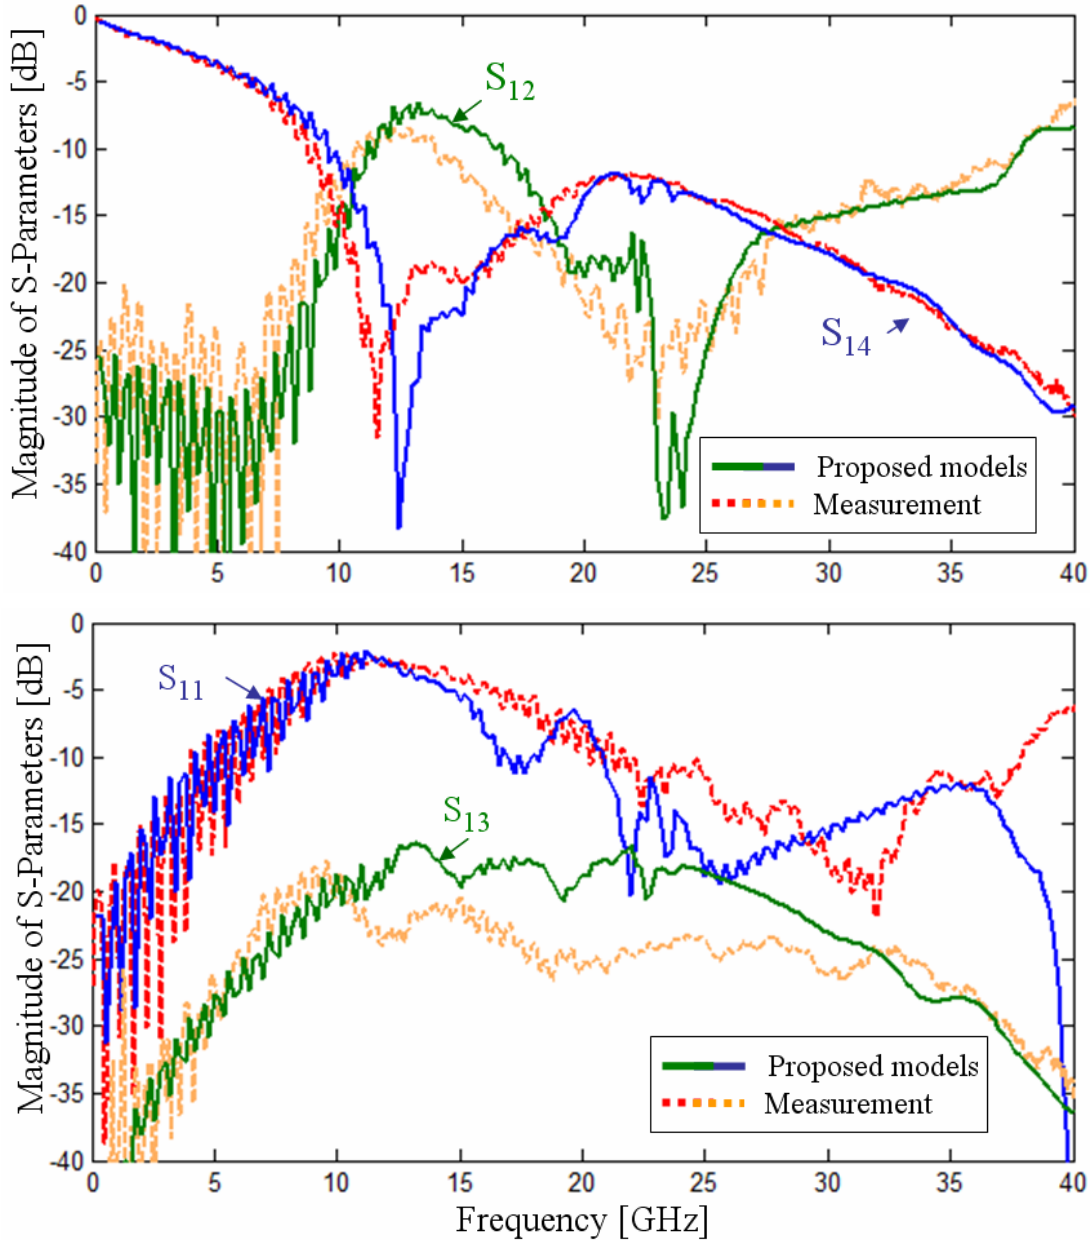 Magnitude of S-Parameters [dB]
0
-5
-10
-15
-20
-25
-30
-35
-40
S12
S14
Proposed models
Measurement
0 5 10 15 20 25 30 35 40
Magnitude of S-Parameters [dB]
0
-5
-10
-15
-20
-25
-30
-35
-40
S11
S13
Proposed models
Measurement
0 5 10 15 20 25 30 35 40
Frequency [GHz]